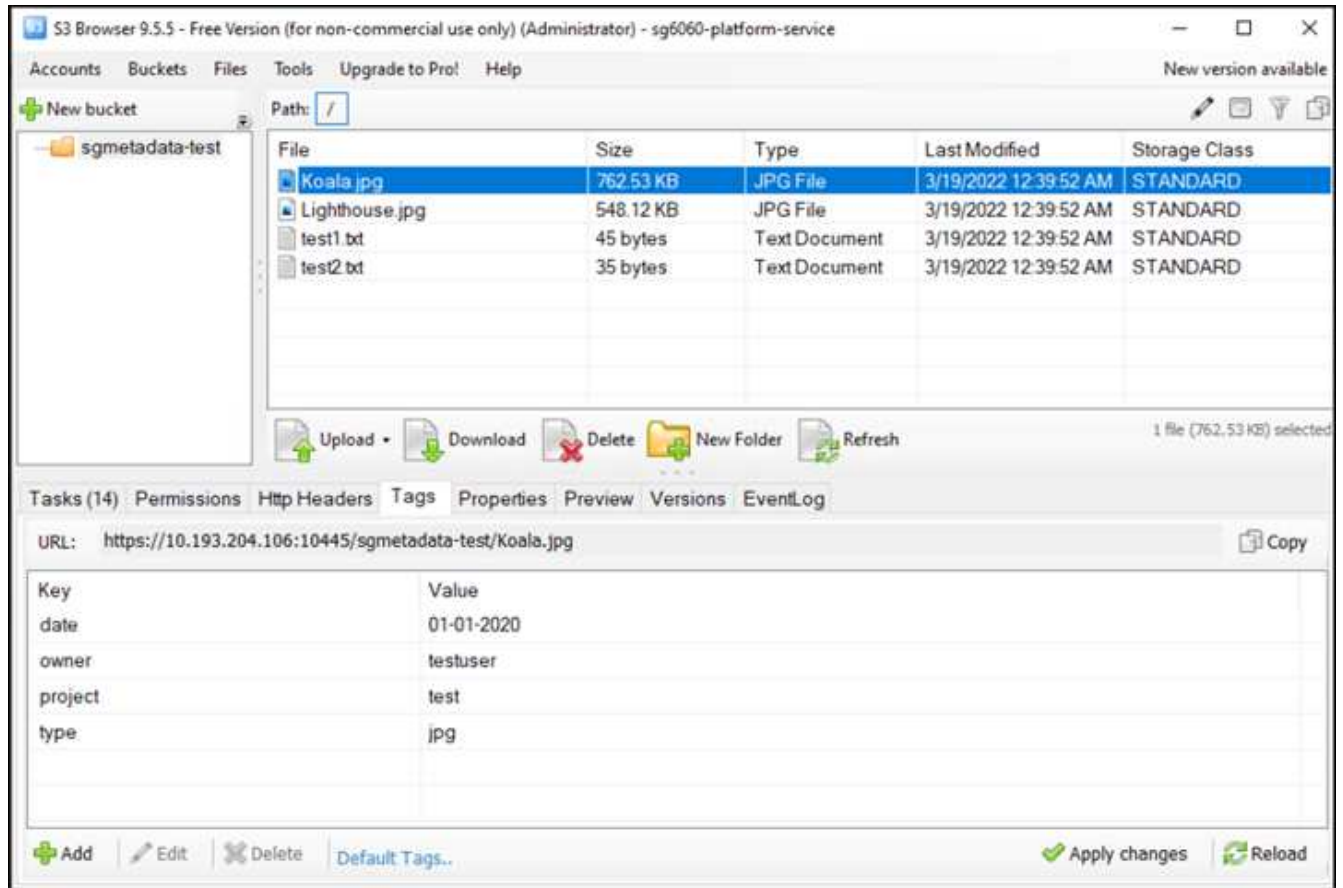 S3 Browser 9.5.5 - Free Version (for non-commercial use only) (Administrator) - sg6060-platform-service
Accounts Buckets Files Tools Upgrade to Pro! Help New version available
New bucket Path: /
sgmetadata-test
File Size Type Last Modified Storage Class
Koala.jpg 762.53 KB JPG File 3/19/2022 12:39:52 AM STANDARD
Lighthouse.jpg 548.12 KB JPG File 3/19/2022 12:39:52 AM STANDARD
test1.txt 45 bytes Text Document 3/19/2022 12:39:52 AM STANDARD
test2.txt 35 bytes Text Document 3/19/2022 12:39:52 AM STANDARD
Upload Download Delete New Folder Refresh 1 file (762.53 KB) selected
Tasks (14) Permissions Http Headers Tags Properties Preview Versions EventLog
URL: https://10.193.204.106:10445/sgmetadata-test/Koala.jpg Copy
Key Value
date 01-01-2020
owner testuser
project test
type jpg
Add Edit Delete Default Tags.. Apply changes Reload